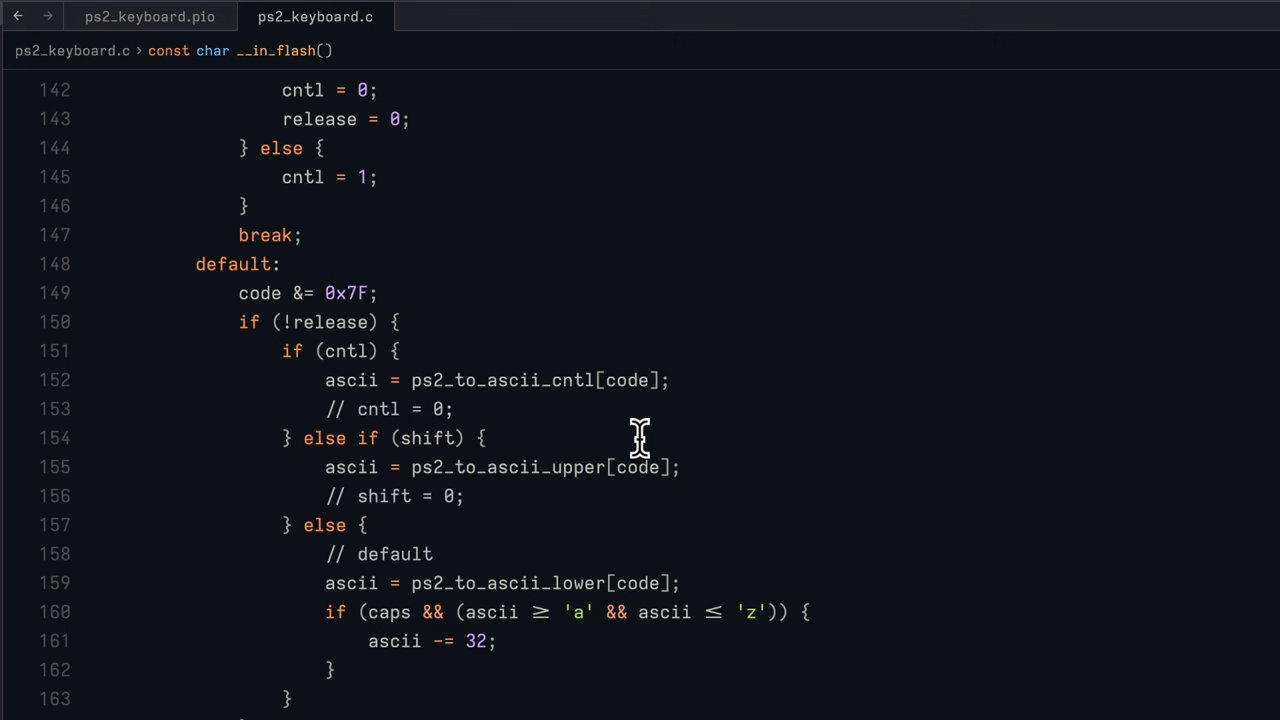 ← → ps2_keyboard.pio ps2_keyboard.c
ps2_keyboard.c › const char __in_flash()
142 cntl = 0;
143 release = 0;
144 } else {
145 cntl = 1;
146 }
147 break;
148 default:
149 code &= 0x7F;
150 if (!release) {
151 if (cntl) {
152 ascii = ps2_to_ascii_cntl[code];
153 // cntl = 0;
154 } else if (shift) {
155 ascii = ps2_to_ascii_upper[code];
156 // shift = 0;
157 } else {
158 // default
159 ascii = ps2_to_ascii_lower[code];
160 if (caps && (ascii ≥ 'a' && ascii ≤ 'z')) {
161 ascii -= 32;
162 }
163 }